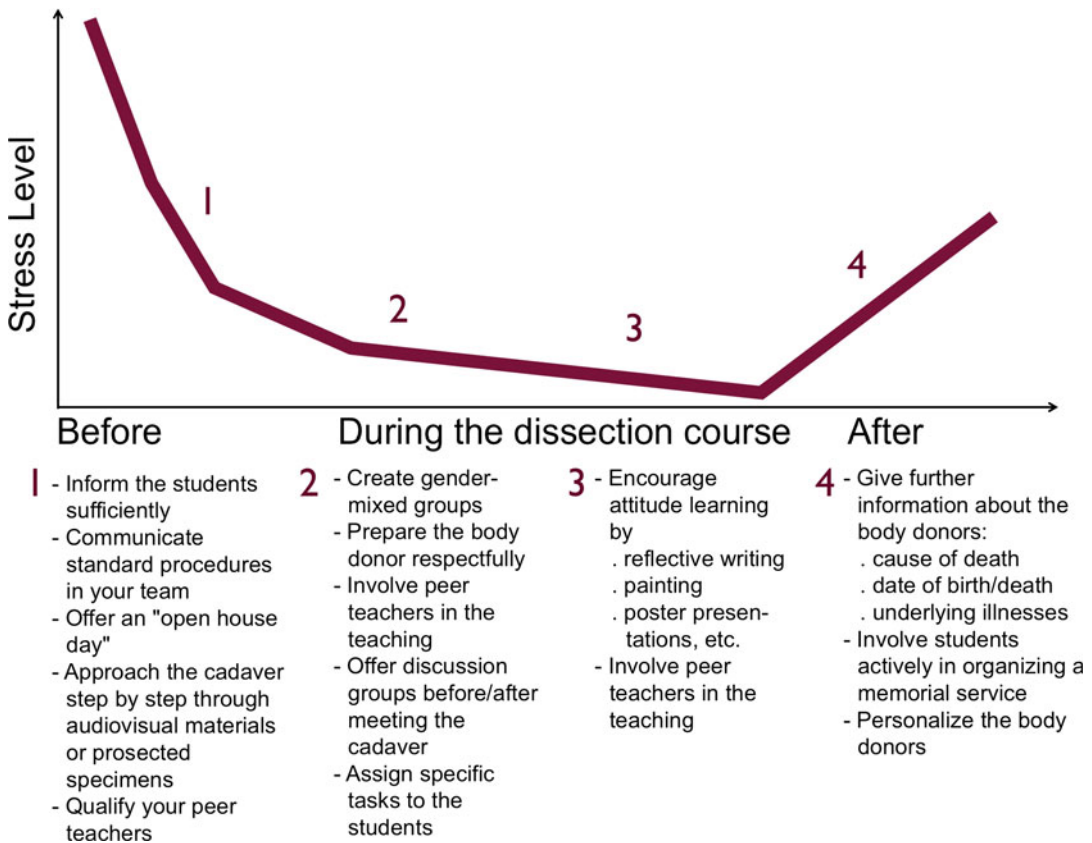 Stress Level
1
2
3
4
Before
During the dissection course
After
1
- Inform the students
sufficiently
- Communicate
standard procedures
in your team
- Offer an "open house
day"
- Approach the cadaver
step by step through
audiovisual materials
or prosected
specimens
- Qualify your peer
teachers
2
- Create gender-
mixed groups
- Prepare the body
donor respectfully
- Involve peer
teachers in the
teaching
- Offer discussion
groups before/after
meeting the
cadaver
- Assign specific
tasks to the
students
3
- Encourage
attitude learning
by
. reflective writing
. painting
. poster presen-
tations, etc.
- Involve peer
teachers in the
teaching
4
- Give further
information about the
body donors:
. cause of death
. date of birth/death
. underlying illnesses
- Involve students
actively in organizing a
memorial service
- Personalize the body
donors